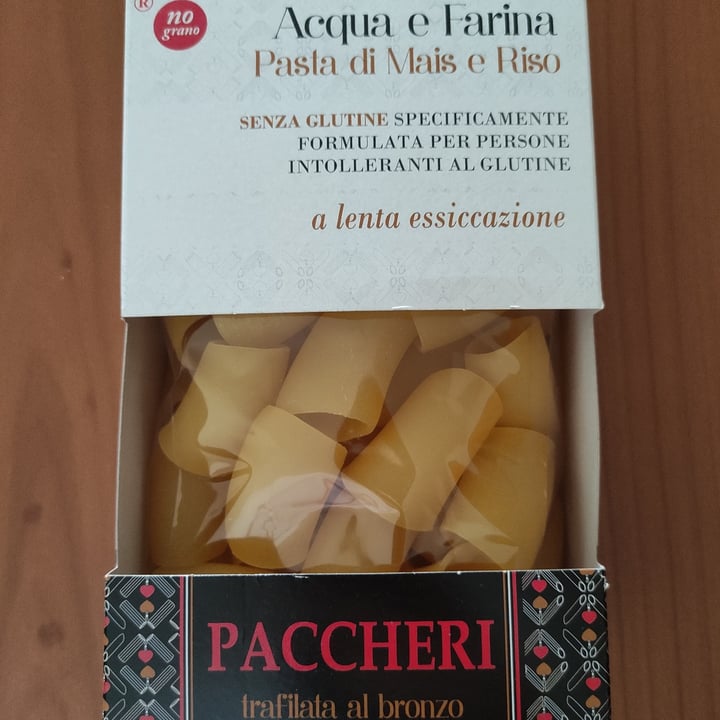 ®
no
grano
Acqua e Farina
Pasta di Mais e Riso
SENZA GLUTINE SPECIFICAMENTE
FORMULATA PER PERSONE
INTOLLERANTI AL GLUTINE
a lenta essiccazione
PACCHERI
trafilata al bronzo